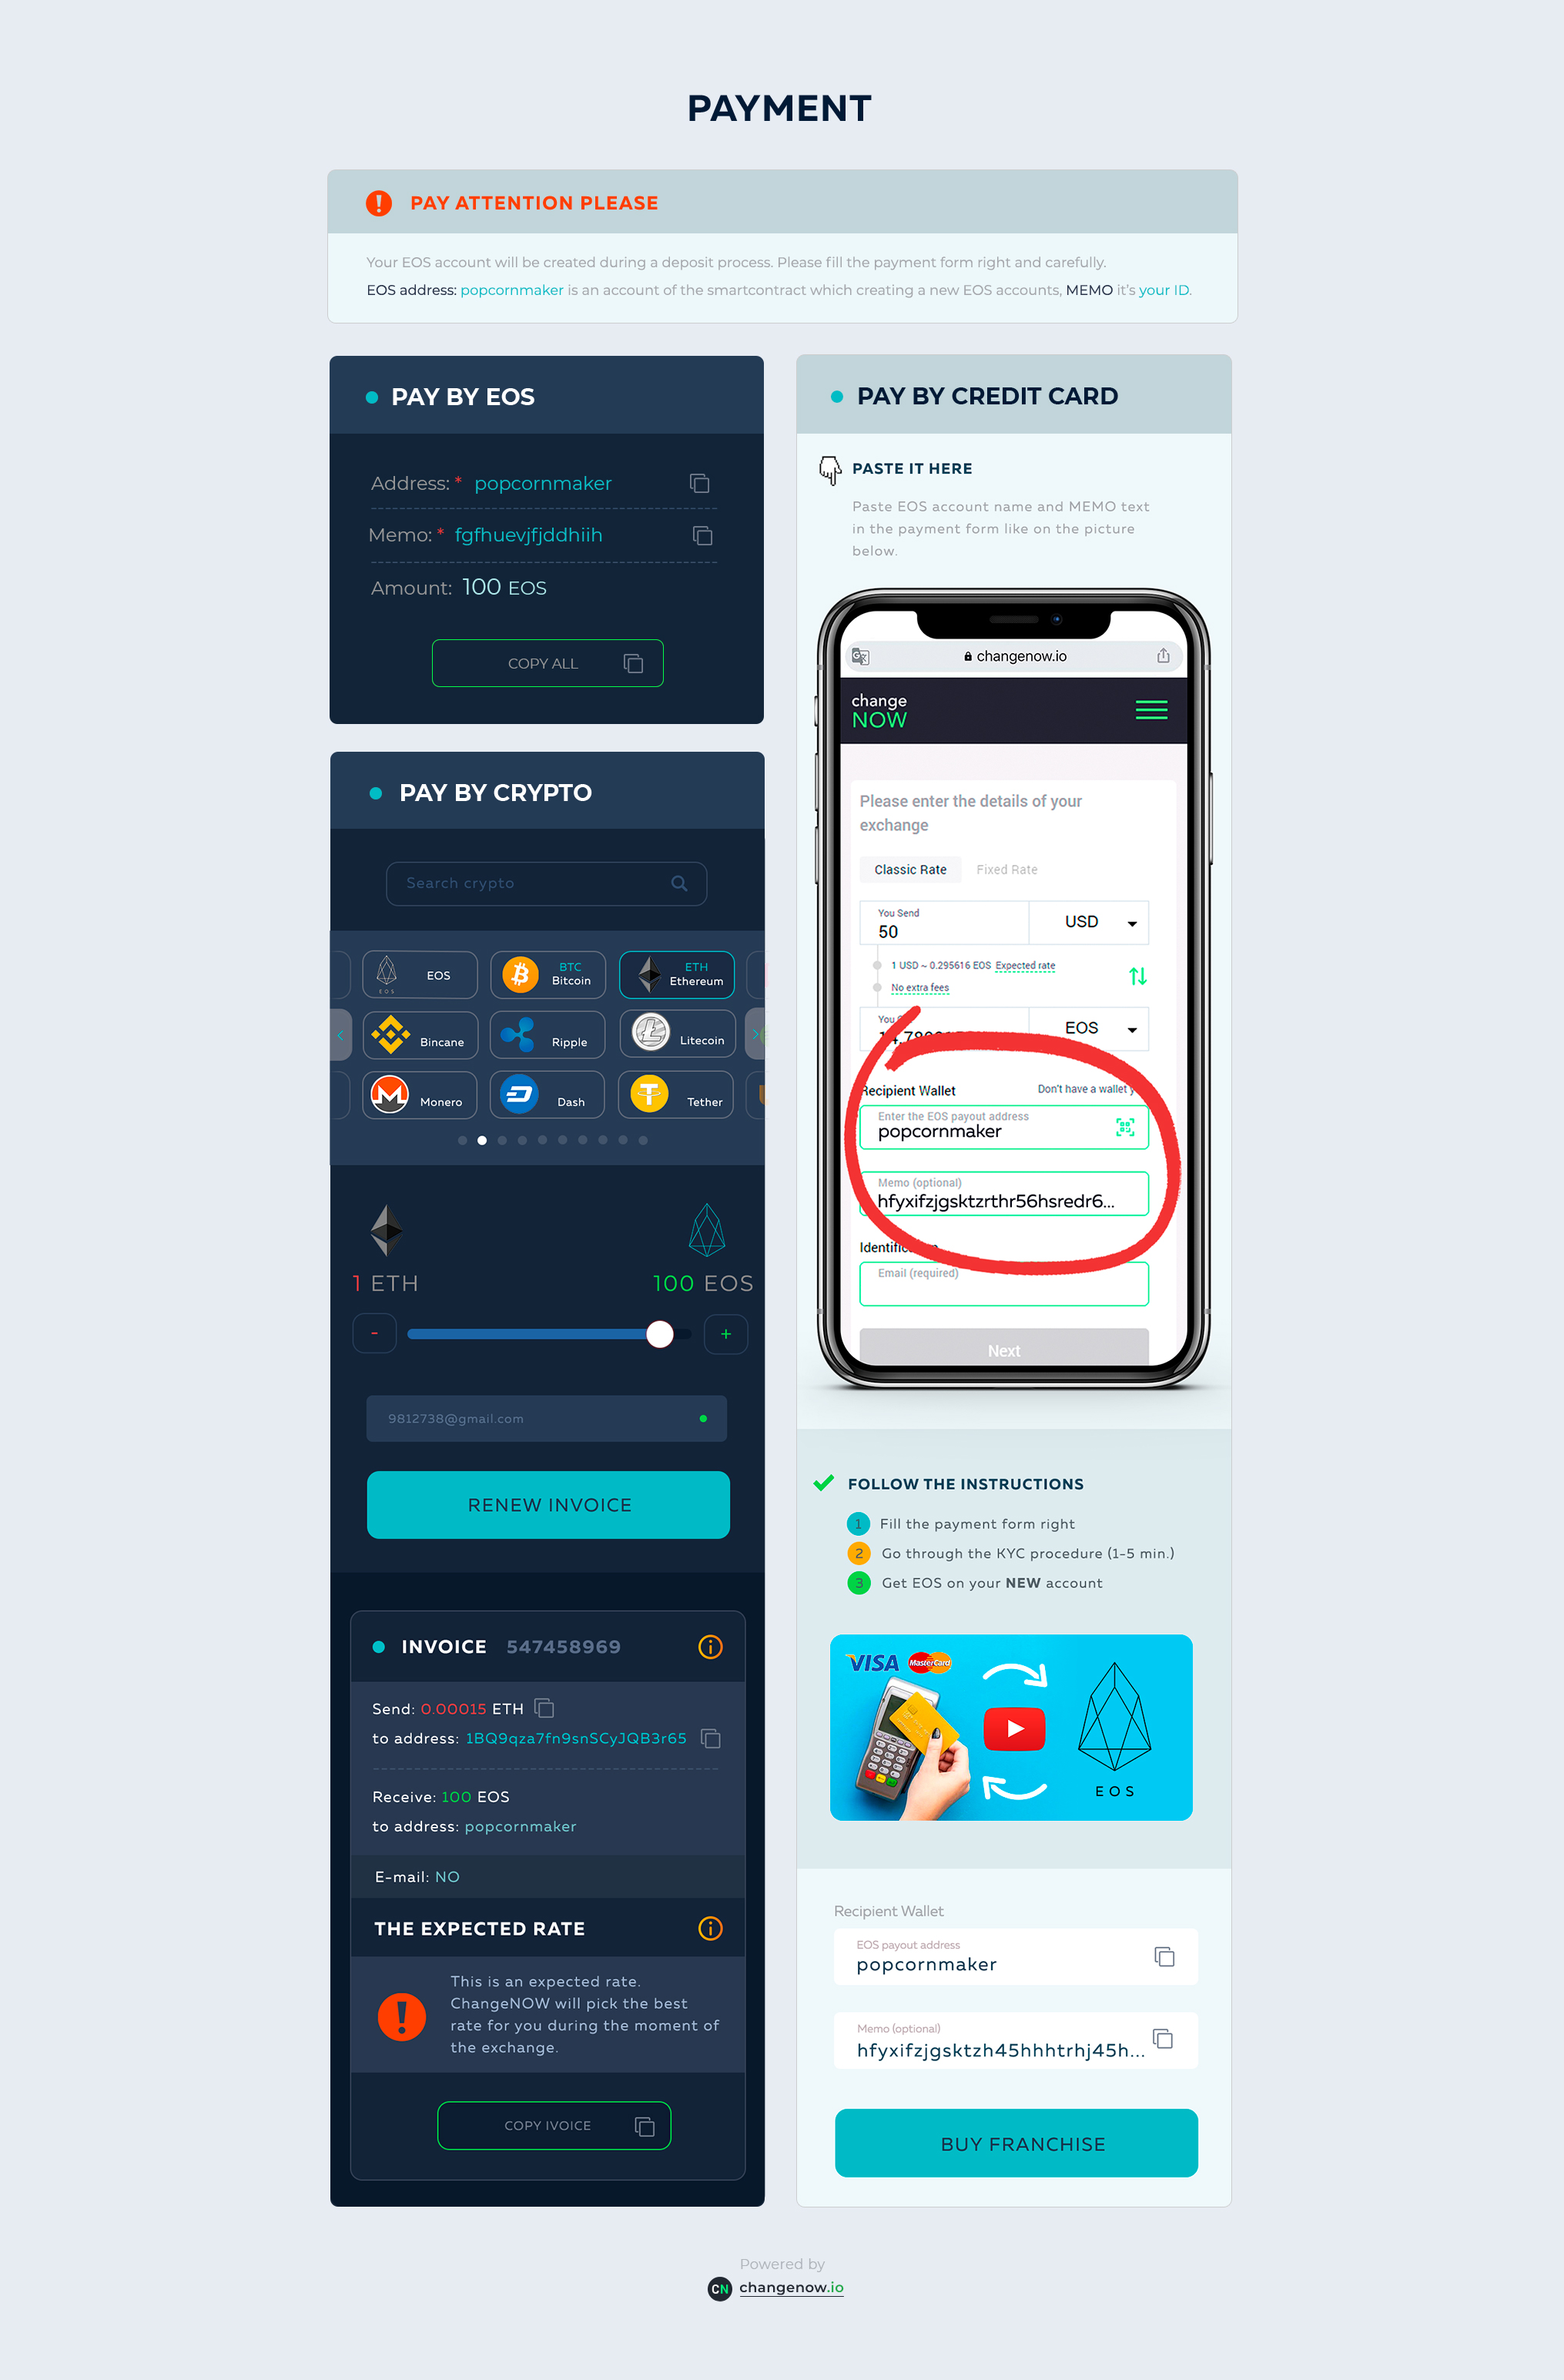 PAYMENT
PAY ATTENTION PLEASE
Your EOS account will be created during a deposit process. Please fill the payment form right and carefully.
EOS address: popcornmaker is an account of the smartcontract which creating a new EOS accounts, MEMO it's your ID.
PAY BY EOS
Address: * popcornmaker
Memo: * fgfhuevjfjddhiih
Amount: 100 EOS
COPY ALL
PAY BY CRYPTO
Search crypto
EOS
EOS
BTC
Bitcoin
ETH
Ethereum
Bincane
Ripple
Litecoin
Monero
Dash
Tether
1 ETH
100 EOS
-
+
9812738@gmail.com
RENEW INVOICE
INVOICE 547458969
Send: 0.00015 ETH
to address: 1BQ9qza7fn9snSCyJQB3r65
Receive: 100 EOS
to address: popcornmaker
E-mail: NO
THE EXPECTED RATE
This is an expected rate.
ChangeNOW will pick the best
rate for you during the moment of
the exchange.
COPY IVOICE
PAY BY CREDIT CARD
PASTE IT HERE
Paste EOS account name and MEMO text
in the payment form like on the picture
below.
changenow.io
change
NOW
Please enter the details of your
exchange
Classic Rate
Fixed Rate
You Send
50
USD
1 USD ~ 0.295616 EOS Expected rate
No extra fees
You
EOS
Recipient Wallet
Don't have a wallet
Enter the EOS payout address
popcornmaker
Memo (optional)
hfyxifzjgsktzrthr56hsredr6...
Email (required)
Next
FOLLOW THE INSTRUCTIONS
1 Fill the payment form right
2 Go through the KYC procedure (1-5 min.)
3 Get EOS on your NEW account
VISA MasterCard
EOS
Recipient Wallet
EOS payout address
popcornmaker
Memo (optional)
hfyxifzjgsktzh45hhhtrhj45h...
BUY FRANCHISE
Powered by
CN changenow.io